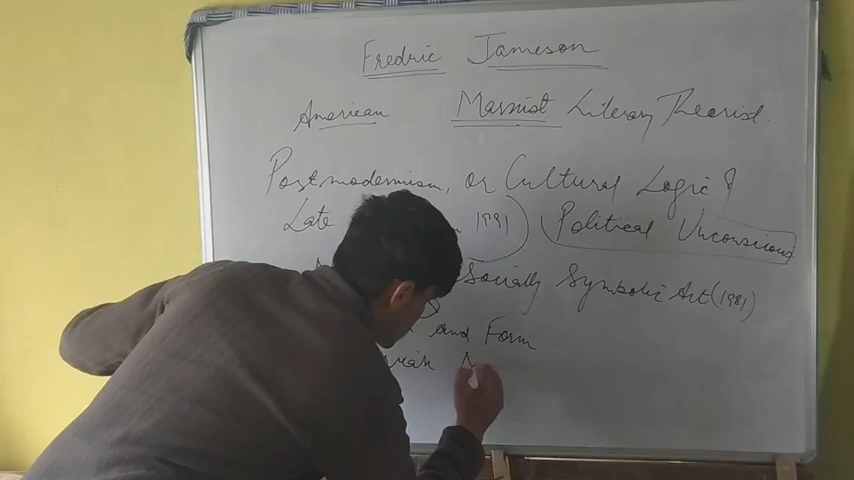 Fredric Jameson
American Marxist Literary Theorist.
Postmodernism, or Cultural Logic of
Late 1991 Political Unconscious
Socially Symbolic Art (1981)
and Form